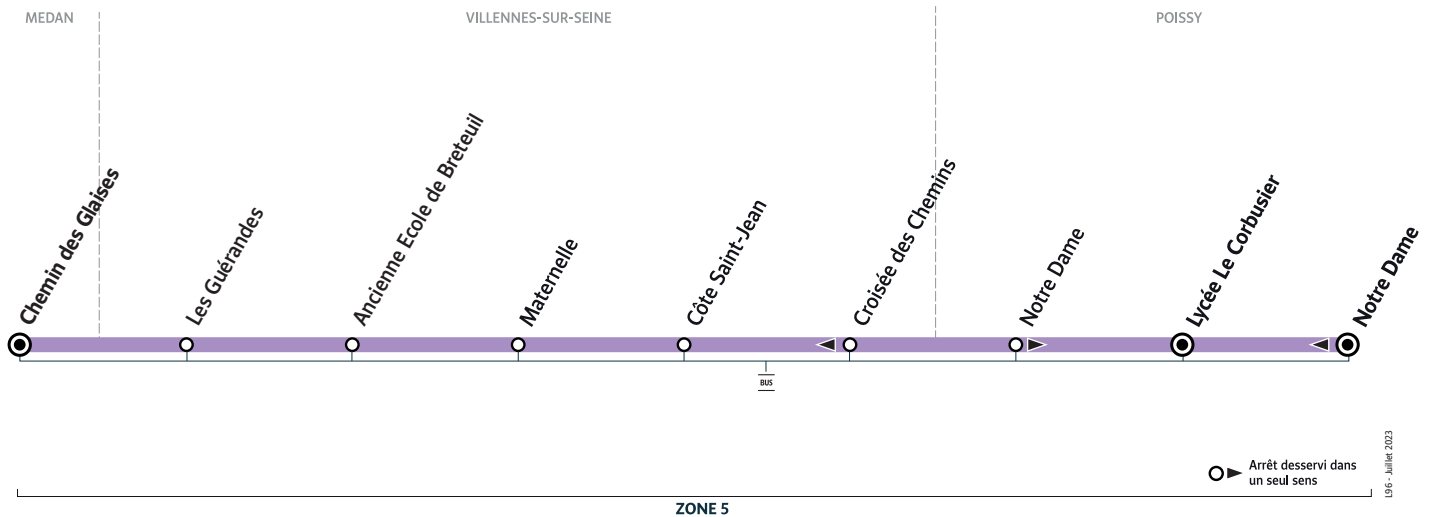 MEDAN
VILLENNES-SUR-SEINE
POISSY
Chemin des Glaises
Les Guérandes
Ancienne Ecole de Breteuil
Maternelle
Côte Saint-Jean
Croisée des Chemins
Notre Dame
Lycée Le Corbusier
Notre Dame
BUS
Arrêt desservi dans
un seul sens
L96 - Juillet 2023
ZONE 5